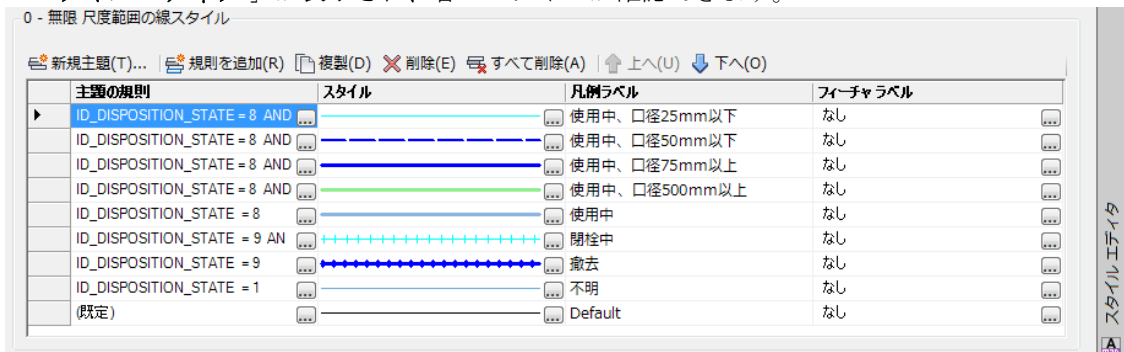 0 - 無限 尺度範囲の線スタイル
新規主題(T)... 規則を追加(R) 複製(D) 削除(E) すべて削除(A) 上へ(U) 下へ(O)
主題の規則 スタイル 凡例ラベル フィーチャ ラベル
ID_DISPOSITION_STATE = 8 AND ... ... 使用中、口径25mm以下 なし ...
ID_DISPOSITION_STATE = 8 AND ... ... 使用中、口径50mm以下 なし ...
ID_DISPOSITION_STATE = 8 AND ... ... 使用中、口径75mm以上 なし ...
ID_DISPOSITION_STATE = 8 AND ... ... 使用中、口径500mm以上 なし ...
ID_DISPOSITION_STATE = 8 ... ... 使用中 なし ...
ID_DISPOSITION_STATE = 9 AN ... ... 閉栓中 なし ...
ID_DISPOSITION_STATE = 9 ... ... 撤去 なし ...
ID_DISPOSITION_STATE = 1 ... ... 不明 なし ...
(既定) ... ... Default なし ...
スタイル エディタ